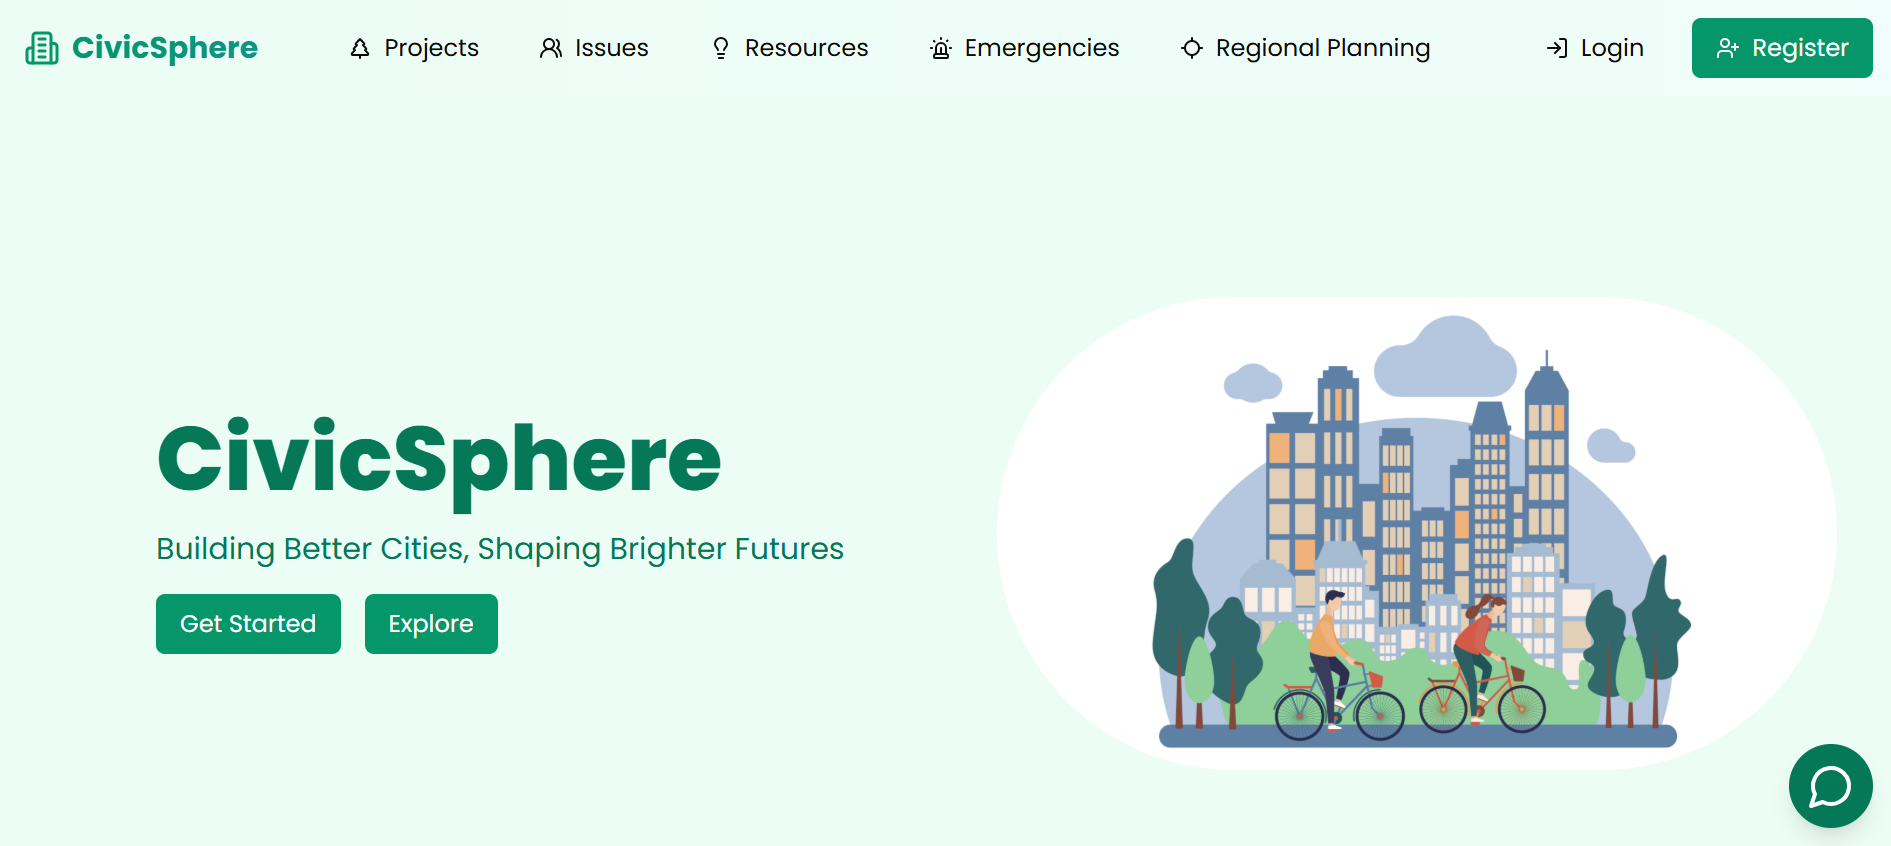 CivicSphere Projects Issues Resources Emergencies Regional Planning Login Register
CivicSphere
Building Better Cities, Shaping Brighter Futures
Get Started Explore